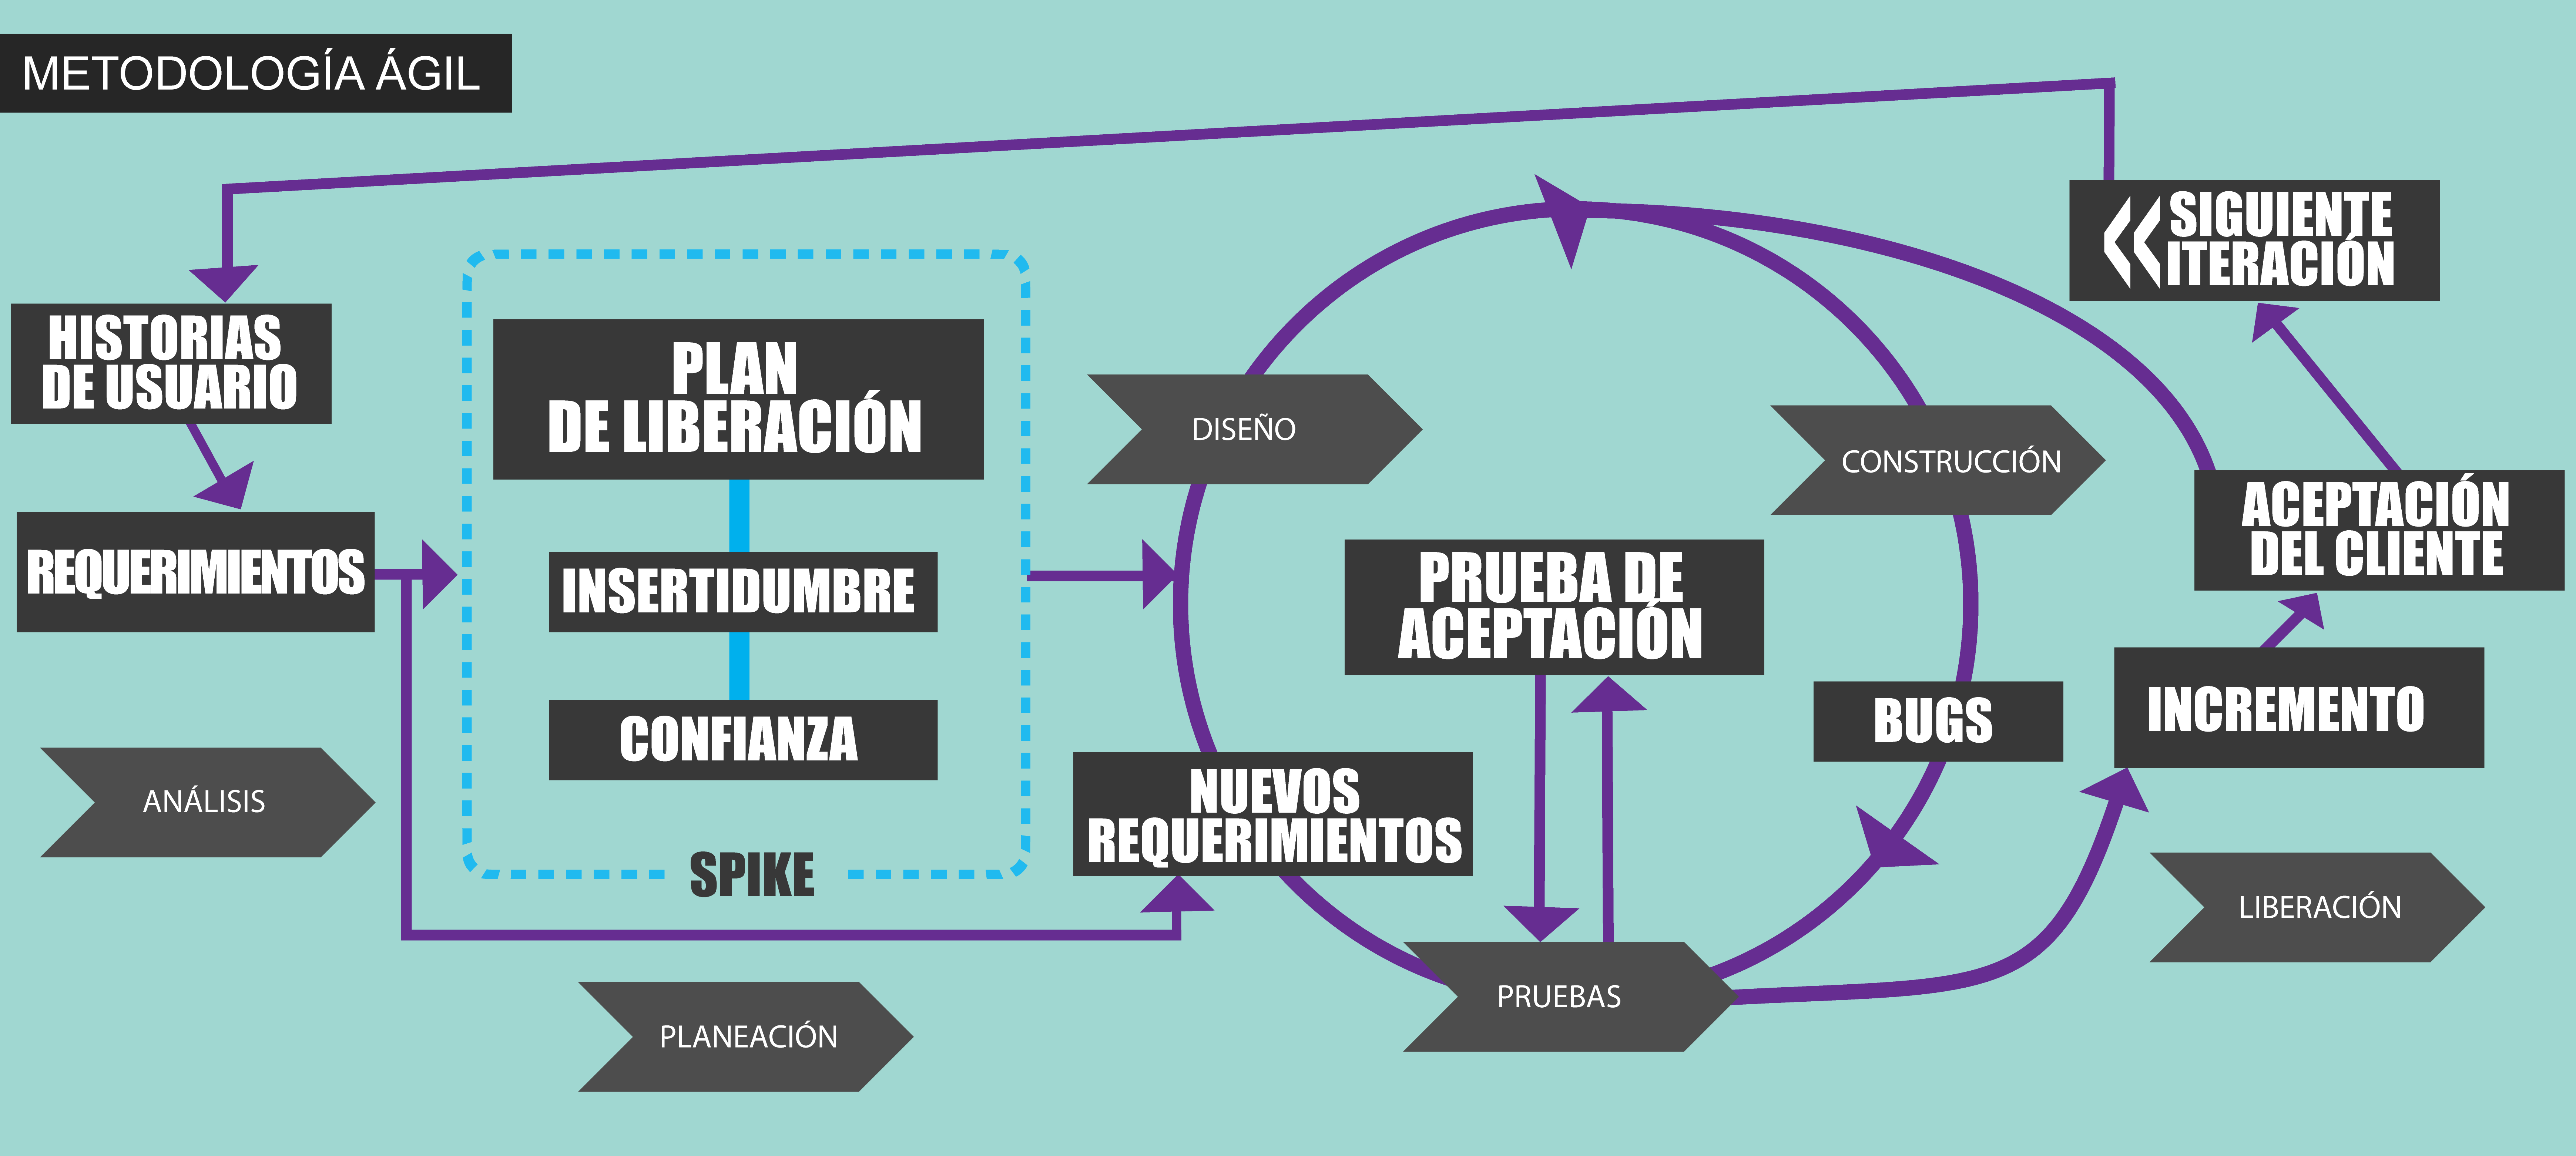 METODOLOGÍA ÁGIL
HISTORIAS
DE USUARIO
REQUERIMIENTOS
ANÁLISIS
PLAN
DE LIBERACIÓN
INSERTIDUMBRE
CONFIANZA
SPIKE
PLANEACIÓN
DISEÑO
CONSTRUCCIÓN
PRUEBA DE
ACEPTACIÓN
BUGS
NUEVOS
REQUERIMIENTOS
PRUEBAS
SIGUIENTE
ITERACIÓN
ACEPTACIÓN
DEL CLIENTE
INCREMENTO
LIBERACIÓN